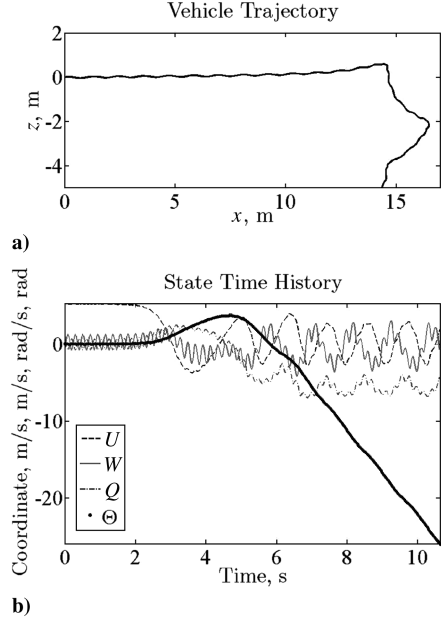 Vehicle Trajectory
z, m
0
-2
-4
0 5 10 15
x, m
a)
State Time History
Coordinate, m/s, m/s, rad/s, rad
0
-10
-20
U
W
Q
Θ
0 2 4 6 8 10
Time, s
b)